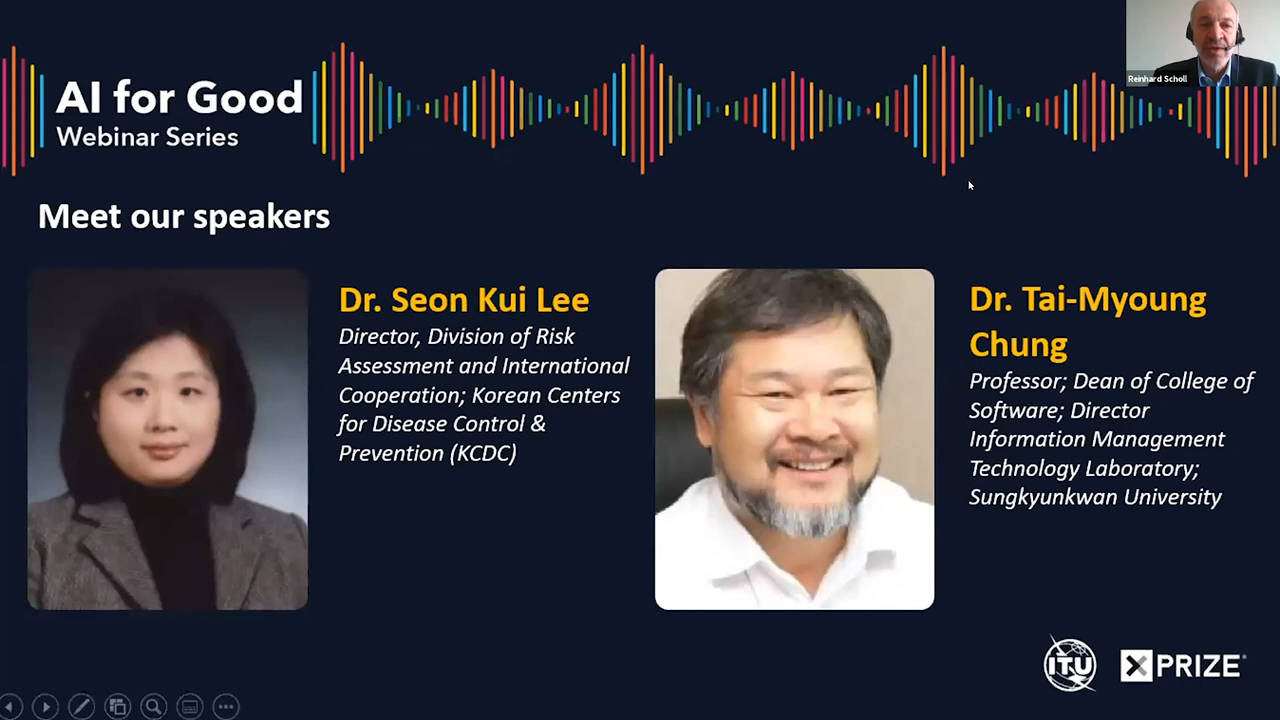 AI for Good
Webinar Series
Reinhard Scholl
Meet our speakers
Dr. Seon Kui Lee
Director, Division of Risk
Assessment and International
Cooperation; Korean Centers
for Disease Control &
Prevention (KCDC)
Dr. Tai-Myoung
Chung
Professor; Dean of College of
Software; Director
Information Management
Technology Laboratory;
Sungkyunkwan University
ITU
XPRIZE